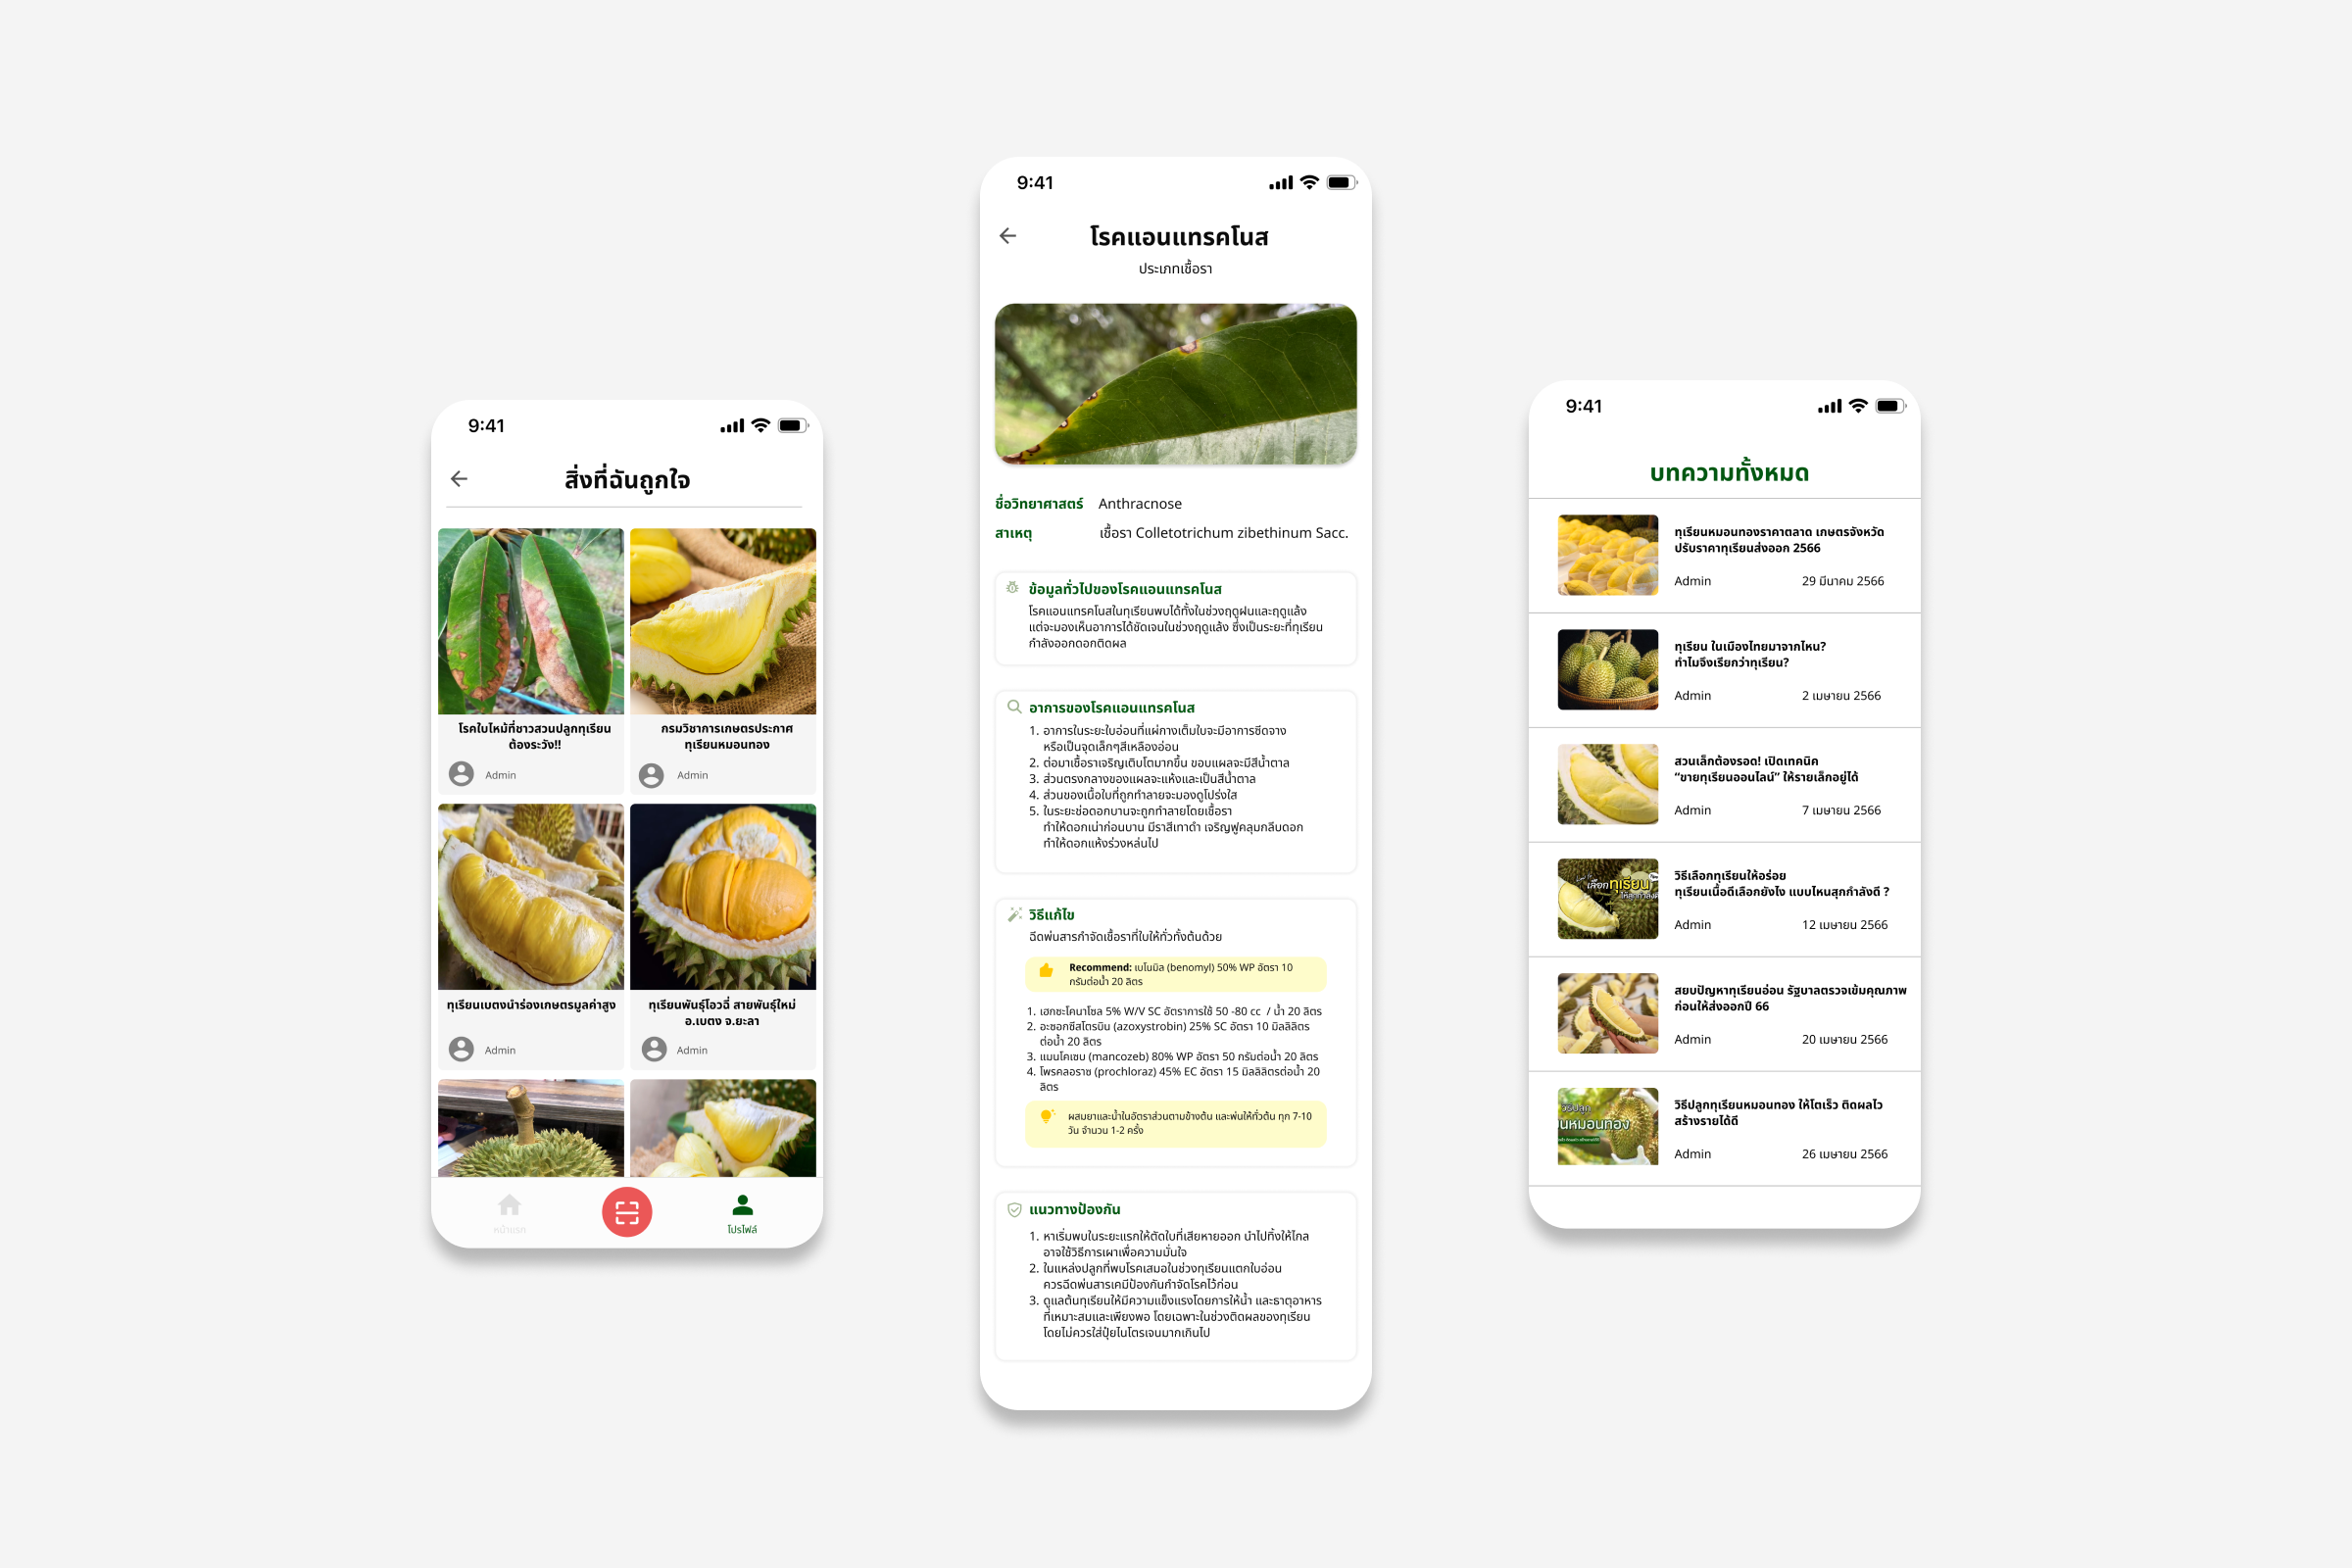 9:41
สิ่งที่ฉันถูกใจ
โรคใบไหม้ที่ชาวสวนปลูกทุเรียน
ต้องระวัง!!
Admin
กรมวิชาการเกษตรประกาศ
ทุเรียนหมอนทอง
Admin
ทุเรียนเบตงนำร่องเกษตรมูลค่าสูง
Admin
ทุเรียนพันธุ์โอวฉี่ สายพันธุ์ใหม่
อ.เบตง จ.ยะลา
Admin
หน้าแรก
โปรไฟล์
9:41
โรคแอนแทรคโนส
ประเภทเชื้อรา
ชื่อวิทยาศาสตร์ Anthracnose
สาเหตุ เชื้อรา Colletotrichum zibethinum Sacc.
ข้อมูลทั่วไปของโรคแอนแทรคโนส
โรคแอนแทรคโนสในทุเรียนพบได้ทั้งในช่วงฤดูฝนและฤดูแล้ง
แต่จะมองเห็นอาการได้ชัดเจนในช่วงฤดูแล้ง ซึ่งเป็นระยะที่ทุเรียน
กำลังออกดอกติดผล
อาการของโรคแอนแทรคโนส
1. อาการในระยะใบอ่อนที่แผ่กางเต็มใบจะมีอาการซีดจาง
หรือเป็นจุดเล็กๆสีเหลืองอ่อน
2. ต่อมาเชื้อราเจริญเติบโตมากขึ้น ขอบแผลจะมีสีน้ำตาล
3. ส่วนตรงกลางของแผลจะแห้งและเป็นสีน้ำตาล
4. ส่วนของเนื้อใบที่ถูกทำลายจะมองดูโปร่งใส
5. ในระยะช่อดอกบานจะถูกทำลายโดยเชื้อรา
ทำให้ดอกเน่าก่อนบาน มีราสีเทาดำ เจริญฟูคลุมกลีบดอก
ทำให้ดอกแห้งร่วงหล่นไป
วิธีแก้ไข
ฉีดพ่นสารกำจัดเชื้อราที่ใบให้ทั่วทั้งต้นด้วย
Recommend: เบโนมิล (benomyl) 50% WP อัตรา 10
กรัมต่อน้ำ 20 ลิตร
1. เฮกซะโคนาโซล 5% W/V SC อัตราการใช้ 50 -80 cc / น้ำ 20 ลิตร
2. อะซอกซีสโตรบิน (azoxystrobin) 25% SC อัตรา 10 มิลลิลิตร
ต่อน้ำ 20 ลิตร
3. แมนโคเซบ (mancozeb) 80% WP อัตรา 50 กรัมต่อน้ำ 20 ลิตร
4. โพรคลอราซ (prochloraz) 45% EC อัตรา 15 มิลลิลิตรต่อน้ำ 20
ลิตร
ผสมยาและน้ำในอัตราส่วนตามข้างต้น และพ่นให้ทั่วต้น ทุก 7-10
วัน จำนวน 1-2 ครั้ง
แนวทางป้องกัน
1. หาเริ่มพบในระยะแรกให้ตัดใบที่เสียหายออก นำไปทิ้งให้ไกล
อาจใช้วิธีการเผาเพื่อความมั่นใจ
2. ในแหล่งปลูกที่พบโรคเสมอในช่วงทุเรียนแตกใบอ่อน
ควรฉีดพ่นสารเคมีป้องกันกำจัดโรคไว้ก่อน
3. ดูแลต้นทุเรียนให้มีความแข็งแรงโดยการให้น้ำ และธาตุอาหาร
ที่เหมาะสมและเพียงพอ โดยเฉพาะในช่วงติดผลของทุเรียน
โดยไม่ควรใส่ปุ๋ยไนโตรเจนมากเกินไป
9:41
บทความทั้งหมด
ทุเรียนหมอนทองราคาตลาด เกษตรจังหวัด
ปรับราคาทุเรียนส่งออก 2566
Admin 29 มีนาคม 2566
ทุเรียน ในเมืองไทยมาจากไหน?
ทำไมจึงเรียกว่าทุเรียน?
Admin 2 เมษายน 2566
สวนเล็กต้องรอด! เปิดเทคนิค
“ขายทุเรียนออนไลน์” ให้รายเล็กอยู่ได้
Admin 7 เมษายน 2566
เลือกทุเรียน
วิธีเลือกทุเรียนให้อร่อย
ทุเรียนเนื้อดีเลือกยังไง แบบไหนสุกกำลังดี ?
Admin 12 เมษายน 2566
สยบปัญหาทุเรียนอ่อน รัฐบาลตรวจเข้มคุณภาพ
ก่อนให้ส่งออกปี 66
Admin 20 เมษายน 2566
วิธีปลูก
นหมอนทอง
วิธีปลูกทุเรียนหมอนทอง ให้โตเร็ว ติดผลไว
สร้างรายได้ดี
Admin 26 เมษายน 2566